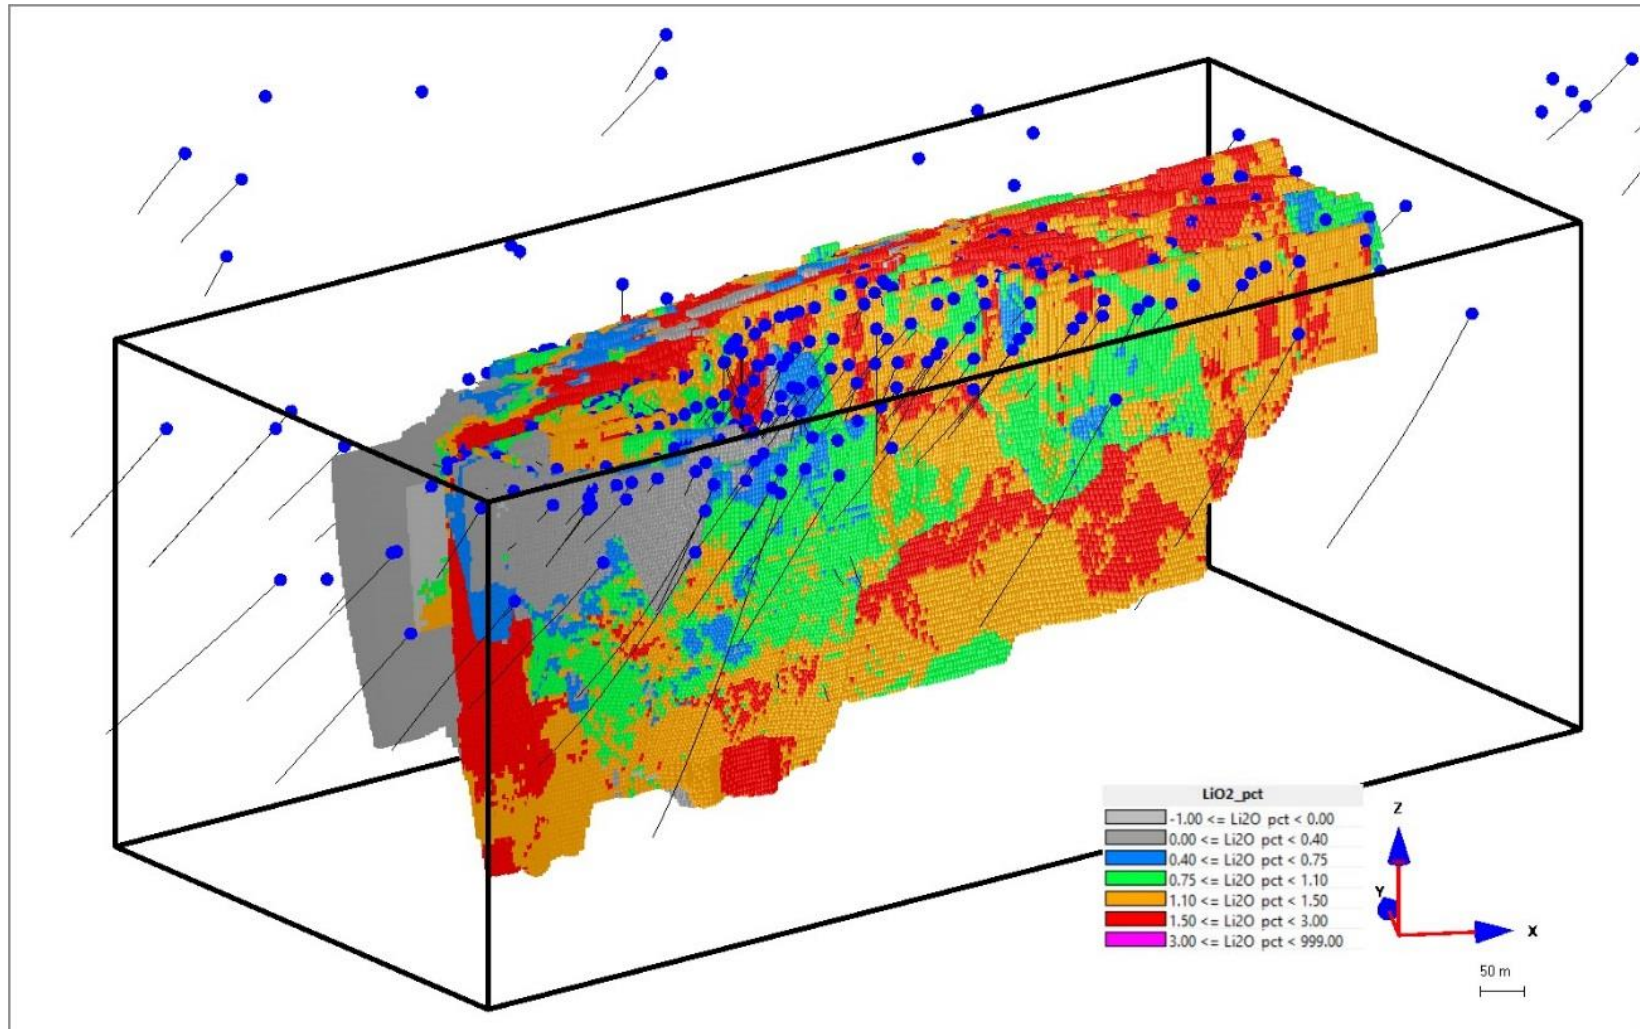 LiO2_pct
-1.00 <= Li2O pct < 0.00
0.00 <= Li2O pct < 0.40
0.40 <= Li2O pct < 0.75
0.75 <= Li2O pct < 1.10
1.10 <= Li2O pct < 1.50
1.50 <= Li2O pct < 3.00
3.00 <= Li2O pct < 999.00
Z
Y
X
50 m